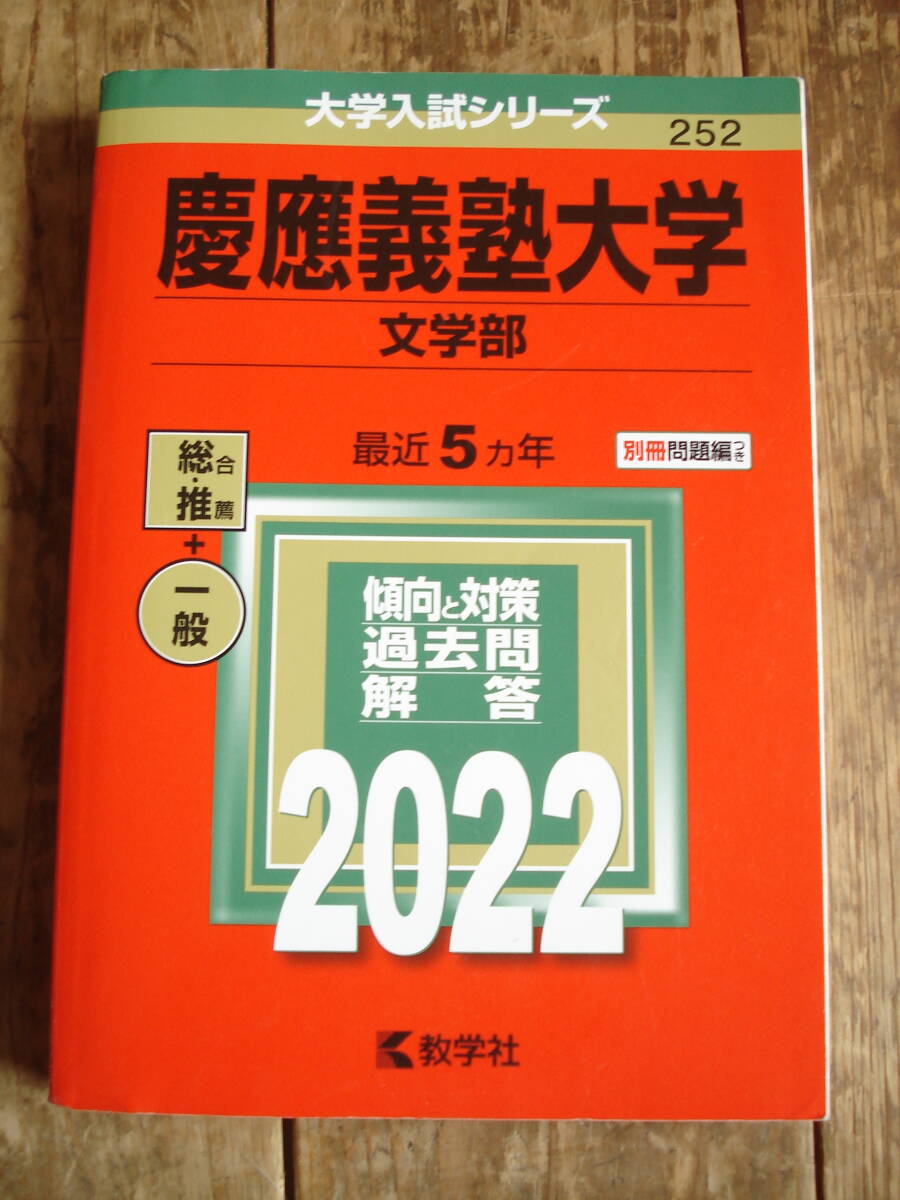 大学入試シリーズ
252
慶應義塾大学
文学部
最近5カ年
別冊問題編つき
総合・推薦
+
一般
傾向と対策
過去問
解答
2022
教学社